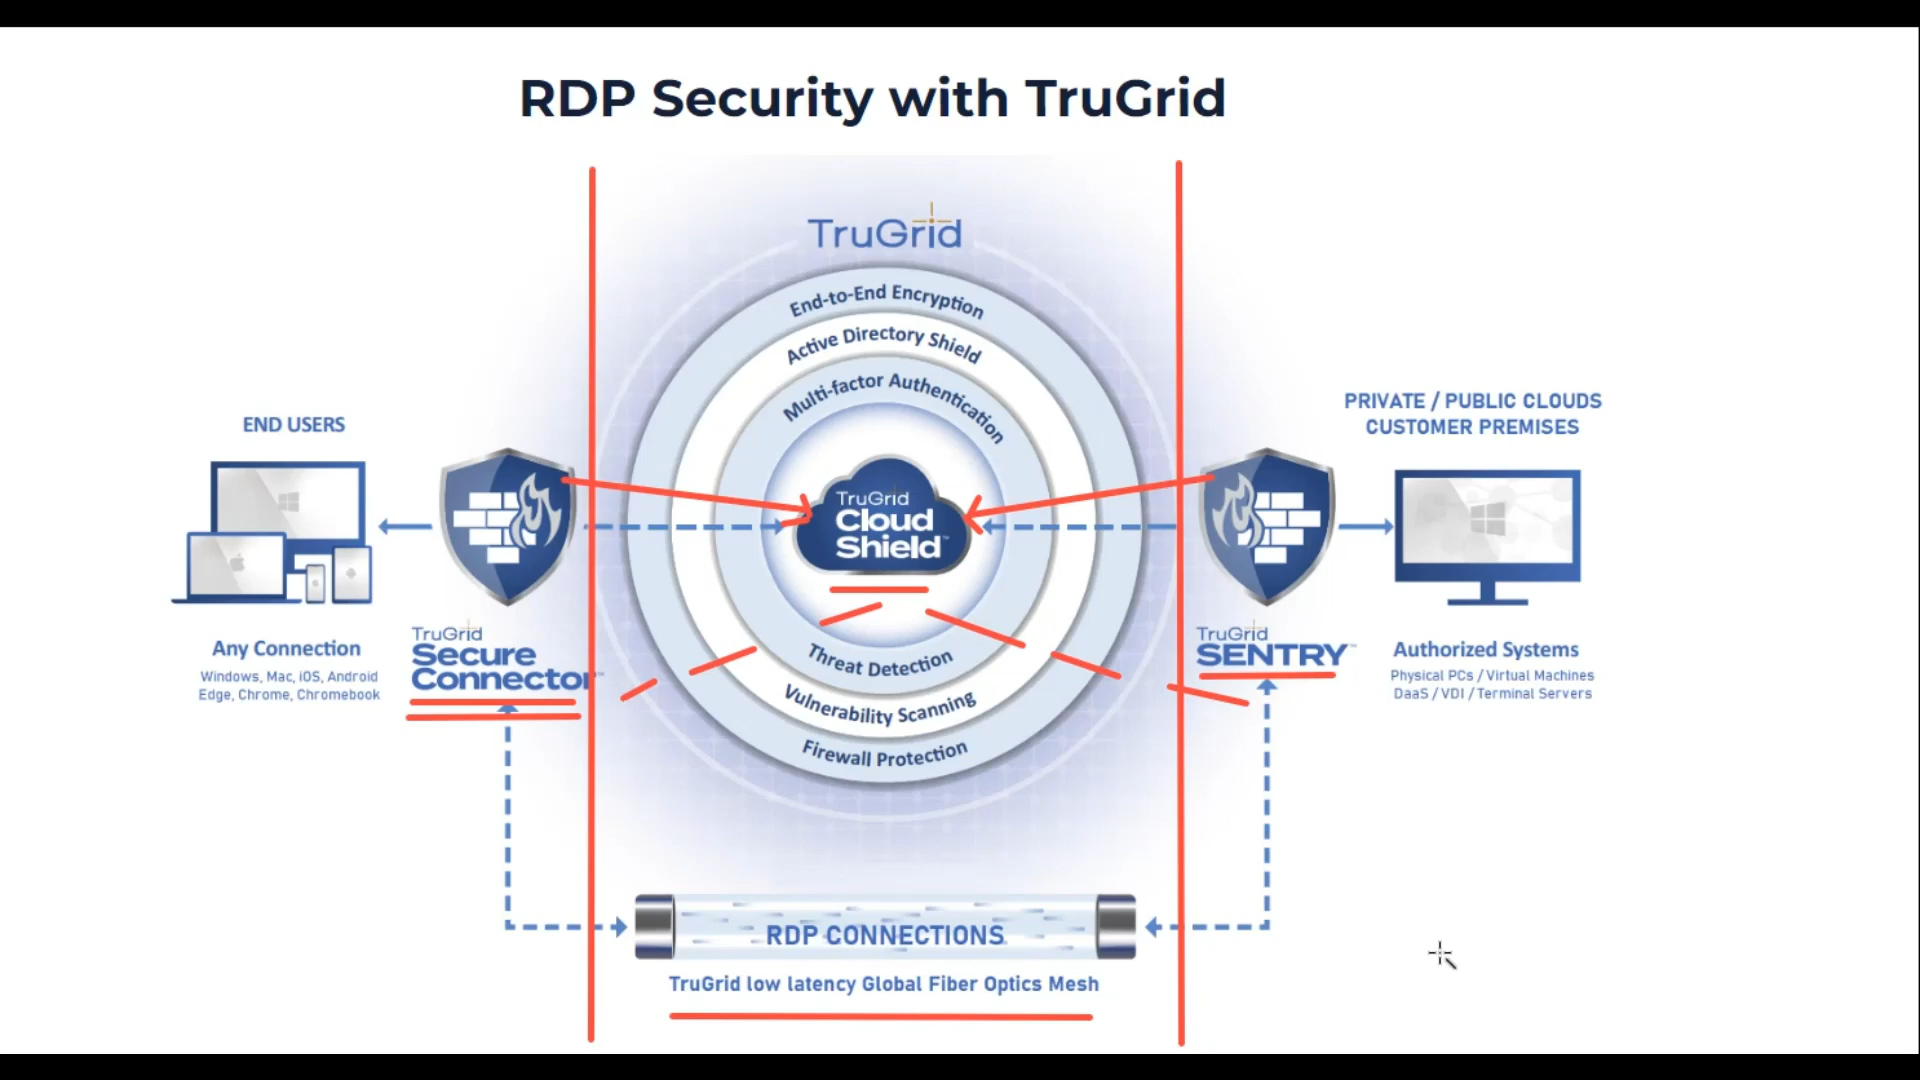 RDP Security with TruGrid
TruGrid
End-to-End Encryption
Active Directory Shield
Multi-factor Authentication
END USERS
PRIVATE / PUBLIC CLOUDS
CUSTOMER PREMISES
TruGrid
Cloud
Shield™
Any Connection
Windows, Mac, iOS, Android
Edge, Chrome, Chromebook
TruGrid
Secure
Connector™
Threat Detection
Vulnerability Scanning
Firewall Protection
TruGrid
SENTRY™
Authorized Systems
Physical PCs / Virtual Machines
DaaS / VDI / Terminal Servers
RDP CONNECTIONS
TruGrid low latency Global Fiber Optics Mesh